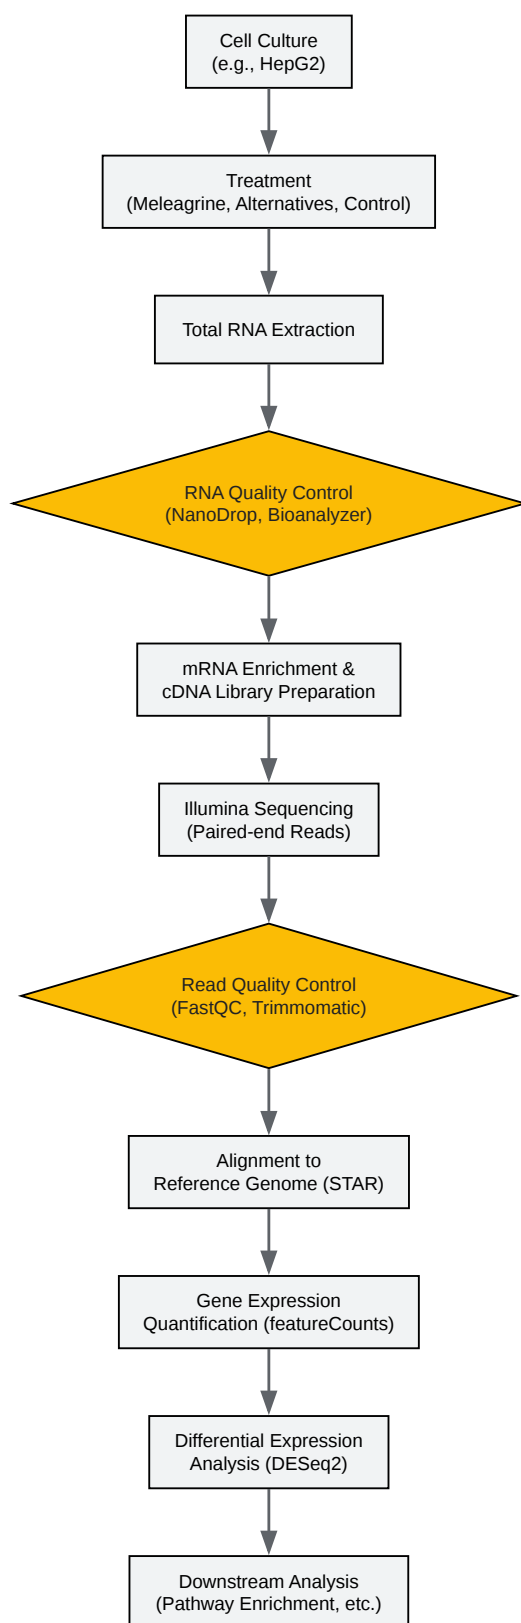 Cell Culture
(e.g., HepG2)
Treatment
(Meleagrine, Alternatives, Control)
Total RNA Extraction
RNA Quality Control
(NanoDrop, Bioanalyzer)
mRNA Enrichment &
cDNA Library Preparation
Illumina Sequencing
(Paired-end Reads)
Read Quality Control
(FastQC, Trimmomatic)
Alignment to
Reference Genome (STAR)
Gene Expression
Quantification (featureCounts)
Differential Expression
Analysis (DESeq2)
Downstream Analysis
(Pathway Enrichment, etc.)